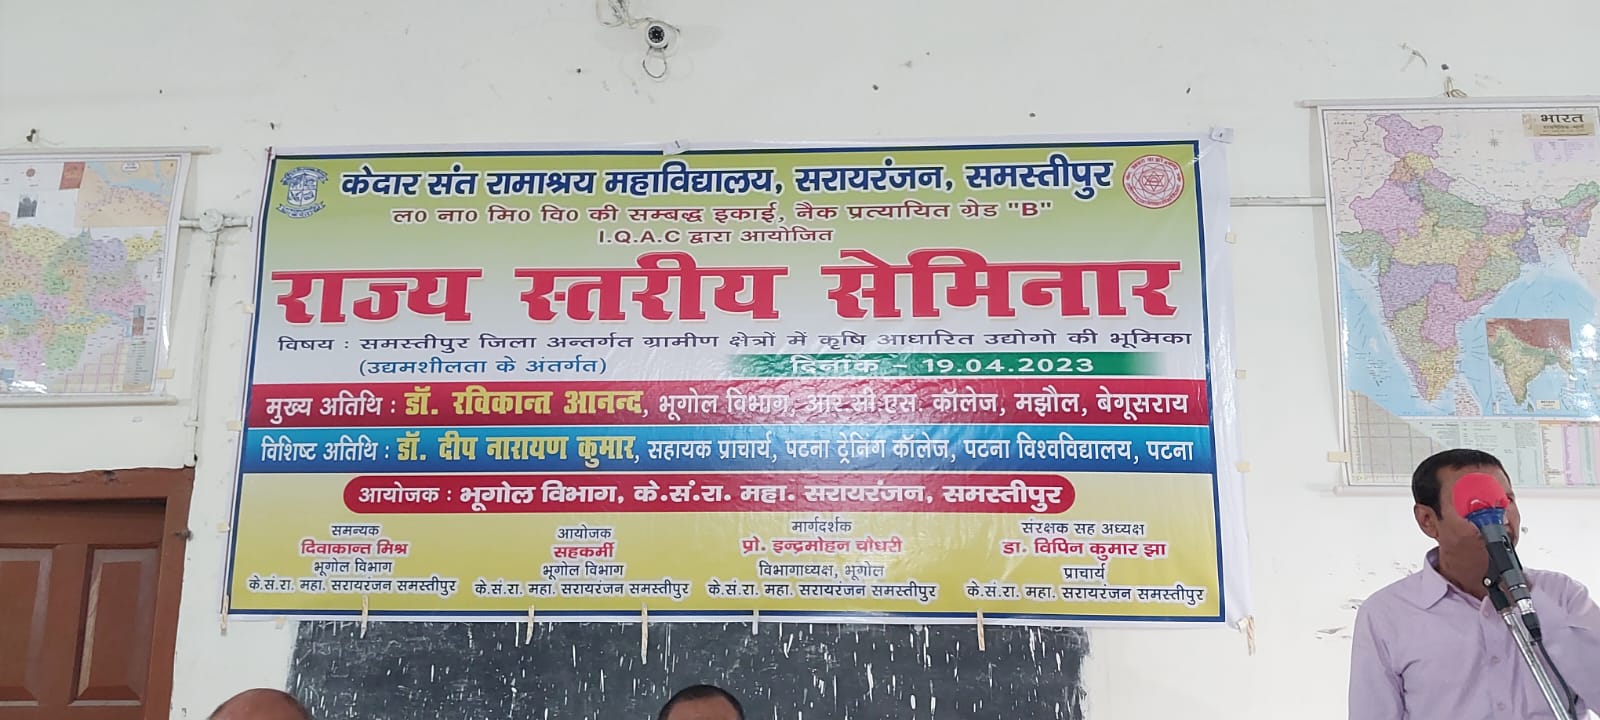 केदार संत रामाश्रय महाविद्यालय, सरायरंजन, समस्तीपुर
ल० ना० मि० वि० की सम्बद्ध इकाई, नैक प्रत्यायित ग्रेड "B"
I.Q.A.C द्वारा आयोजित
राज्य स्तरीय सेमिनार
विषय : समस्तीपुर जिला अन्तर्गत ग्रामीण क्षेत्रों में कृषि आधारित उद्योगो की भूमिका
(उद्यमशीलता के अंतर्गत)
दिनांक – 19.04.2023
मुख्य अतिथि : डॉ. रविकान्त आनन्द, भूगोल विभाग, आर.सी.एस. कॉलेज, मझौल, बेगूसराय
विशिष्ट अतिथि : डॉ. दीप नारायण कुमार, सहायक प्राचार्य, पटना ट्रेनिंग कॉलेज, पटना विश्वविद्यालय, पटना
आयोजक : भूगोल विभाग, के.सं.रा. महा. सरायरंजन, समस्तीपुर
समन्यक
दिवाकान्त मिश्र
भूगोल विभाग
के.सं.रा. महा. सरायरंजन समस्तीपुर
आयोजक
सहकर्मी
भूगोल विभाग
के.सं.रा. महा. सरायरंजन समस्तीपुर
मार्गदर्शक
प्रो. इन्द्रमोहन चौधरी
विभागाध्यक्ष, भूगोल
के.सं.रा. महा. सरायरंजन समस्तीपुर
संरक्षक सह अध्यक्ष
डा. विपिन कुमार झा
प्राचार्य
के.सं.रा. महा. सरायरंजन समस्तीपुर
भारत